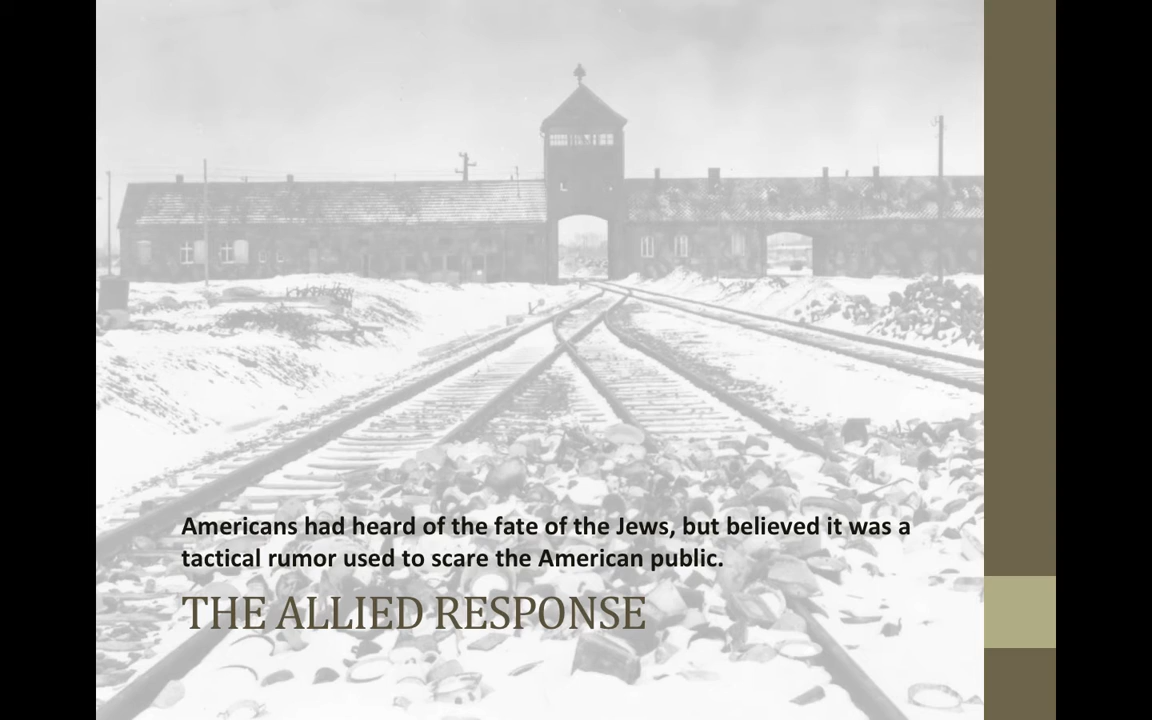 Americans had heard of the fate of the Jews, but believed it was a
tactical rumor used to scare the American public.
THE ALLIED RESPONSE